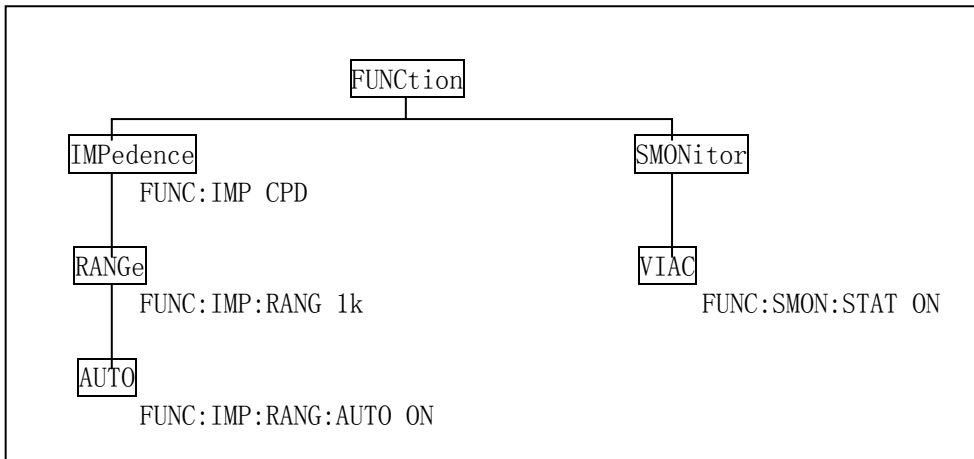 FUNCtion
IMPedence
SMONitor
FUNC:IMP CPD
RANGe
VIAC
FUNC:IMP:RANG 1k
FUNC:SMON:STAT ON
AUTO
FUNC:IMP:RANG:AUTO ON